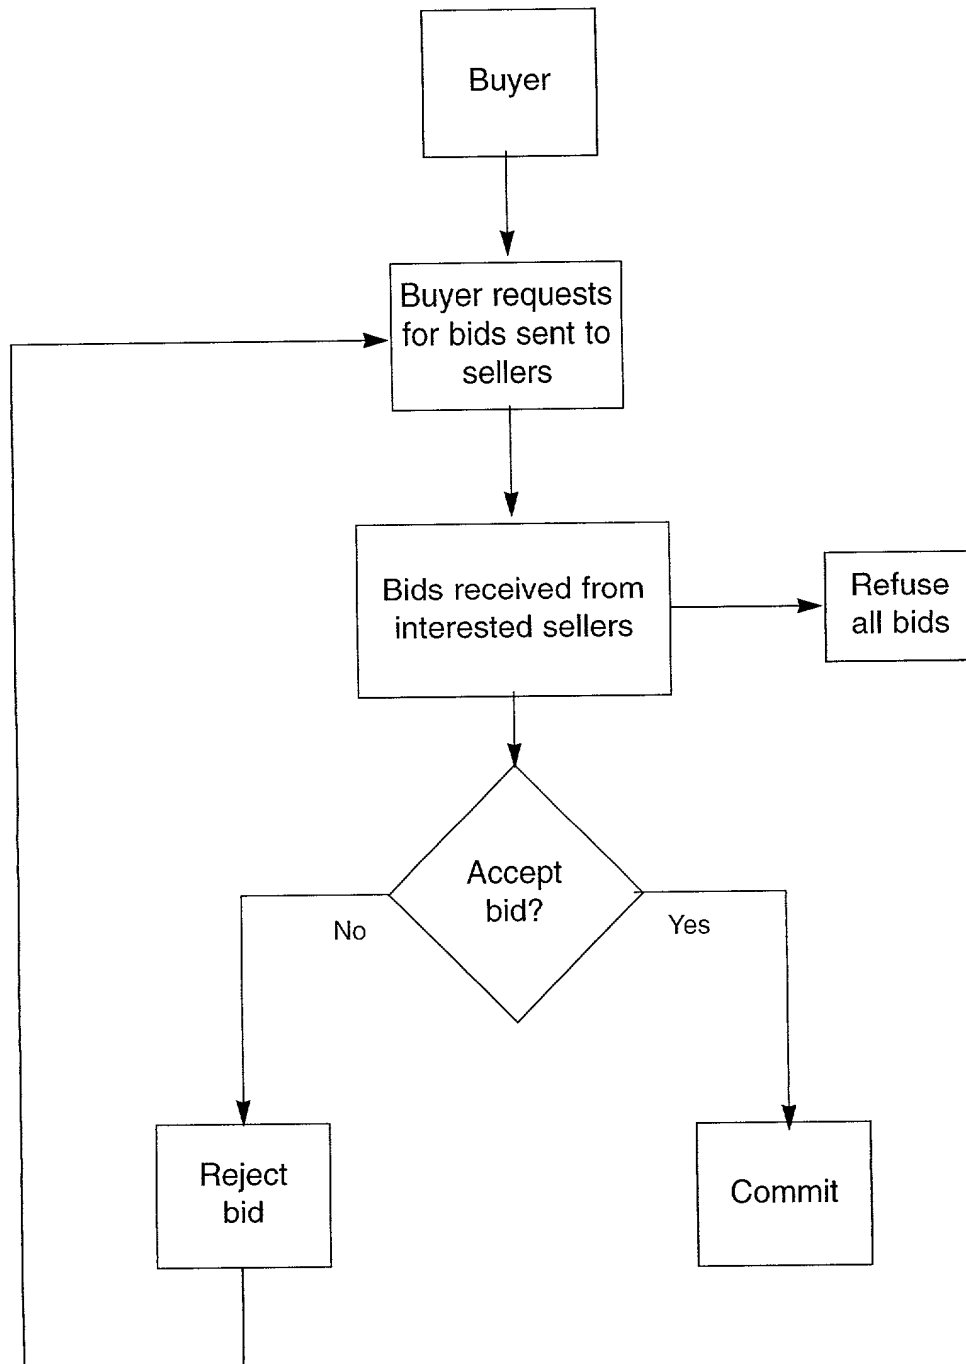 Buyer
Buyer requests
for bids sent to
sellers
Bids received from
interested sellers
Refuse
all bids
Accept
bid?
No
Yes
Reject
bid
Commit